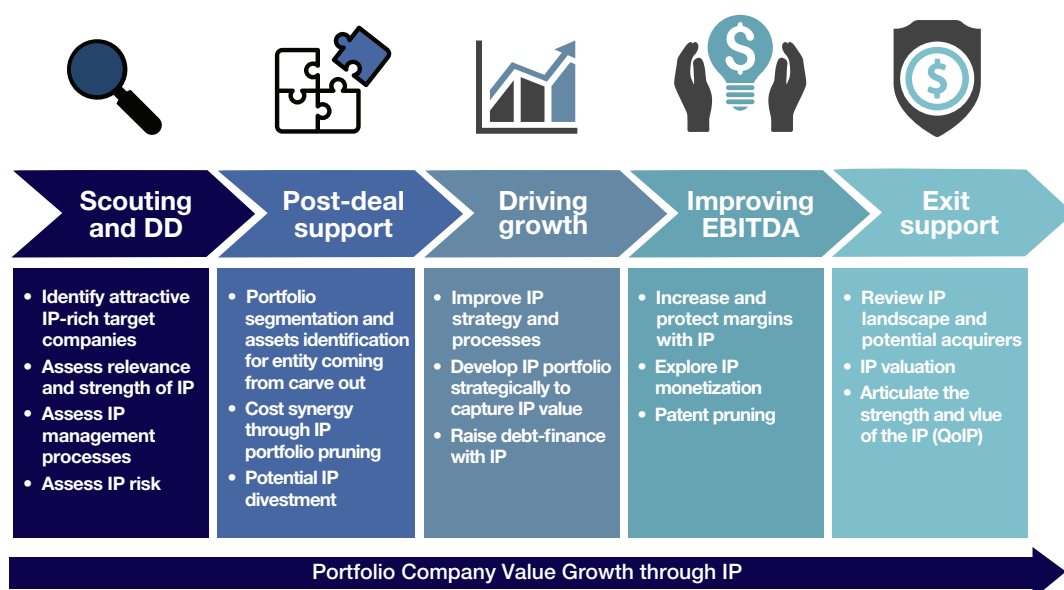 Scouting
and DD
Post-deal
support
Driving
growth
Improving
EBITDA
Exit
support
• Identify attractive
IP-rich target
companies
• Assess relevance
and strength of IP
• Assess IP
management
processes
• Assess IP risk
• Portfolio
segmentation and
assets identification
for entity coming
from carve out
• Cost synergy
through IP
portfolio pruning
• Potential IP
divestment
• Improve IP
strategy and
processes
• Develop IP portfolio
strategically to
capture IP value
• Raise debt-finance
with IP
• Increase and
protect margins
with IP
• Explore IP
monetization
• Patent pruning
• Review IP
landscape and
potential acquirers
• IP valuation
• Articulate the
strength and vlue
of the IP (QoIP)
Portfolio Company Value Growth through IP